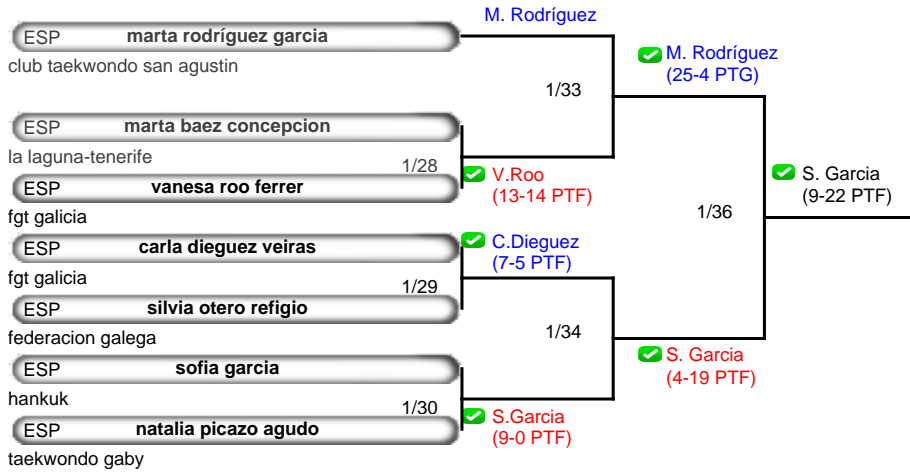 M. Rodríguez
ESP marta rodríguez garcia
club taekwondo san agustin
M. Rodríguez
(25-4 PTG)
1/33
ESP marta baez concepcion
la laguna-tenerife
1/28
ESP vanesa roo ferrer
fgt galicia
V.Roo
(13-14 PTF)
S. Garcia
(9-22 PTF)
1/36
ESP carla dieguez veiras
fgt galicia
C.Dieguez
(7-5 PTF)
1/29
ESP silvia otero refigio
federacion galega
1/34
S. Garcia
(4-19 PTF)
ESP sofia garcia
hankuk
1/30
ESP natalia picazo agudo
taekwondo gaby
S.Garcia
(9-0 PTF)